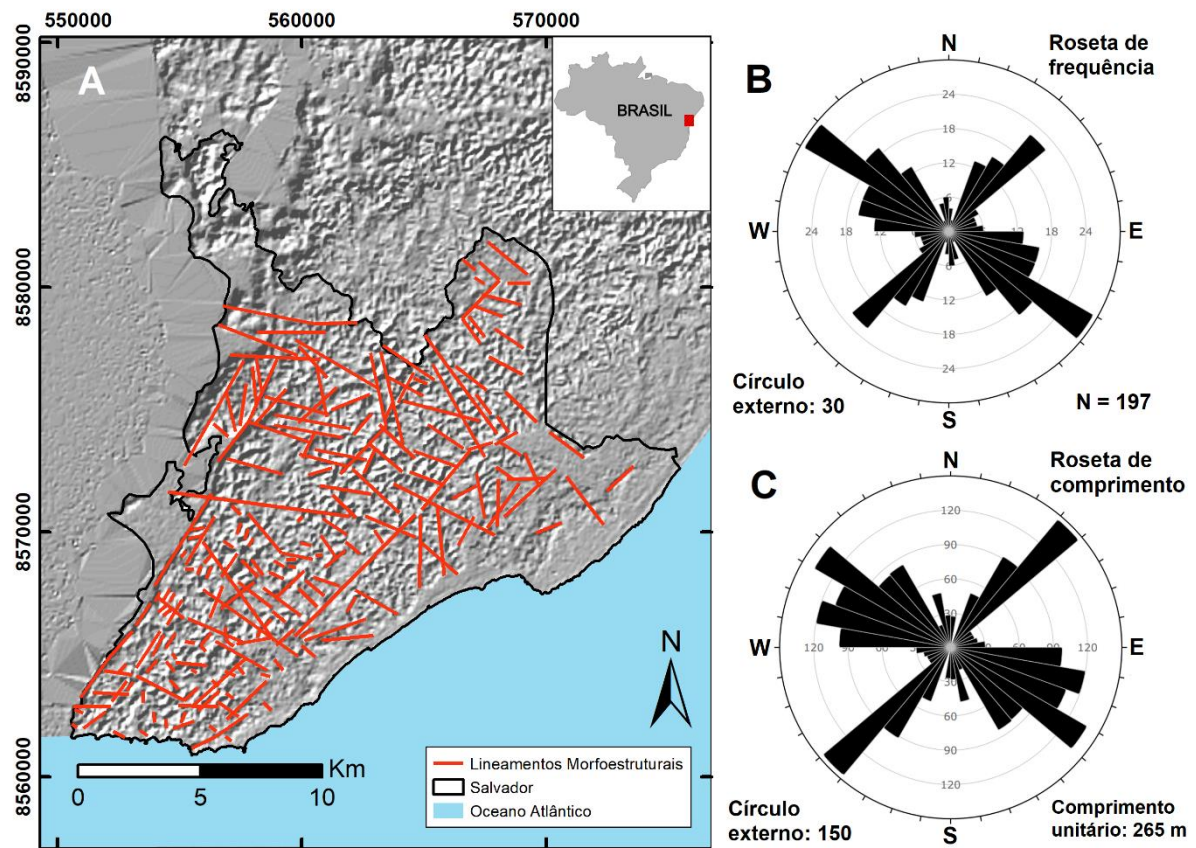 550000
560000
570000
8590000
8580000
8570000
8560000
A
BRASIL
N
Km
0
5
10
Lineamentos Morfoestruturais
Salvador
Oceano Atlântico
B
N
Roseta de
frequência
24
18
12
6
W
24
18
12
12
18
24
E
6
12
18
24
S
Círculo
externo: 30
N = 197
C
N
Roseta de
comprimento
120
90
60
30
W
120
90
60
30
90
120
E
30
60
90
120
S
Círculo
externo: 150
Comprimento
unitário: 265 m